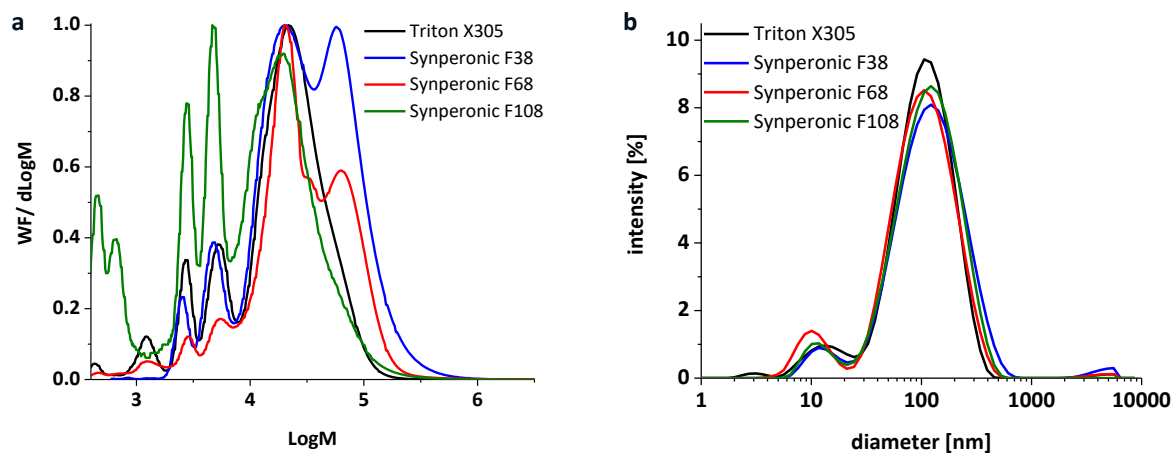 a
WF/ dLogM
1.0
0.8
0.6
0.4
0.2
0.0
3
4
5
6
LogM
Triton X305
Synperonic F38
Synperonic F68
Synperonic F108
b
intensity [%]
10
8
6
4
2
0
1
10
100
1000
10000
diameter [nm]
Triton X305
Synperonic F38
Synperonic F68
Synperonic F108